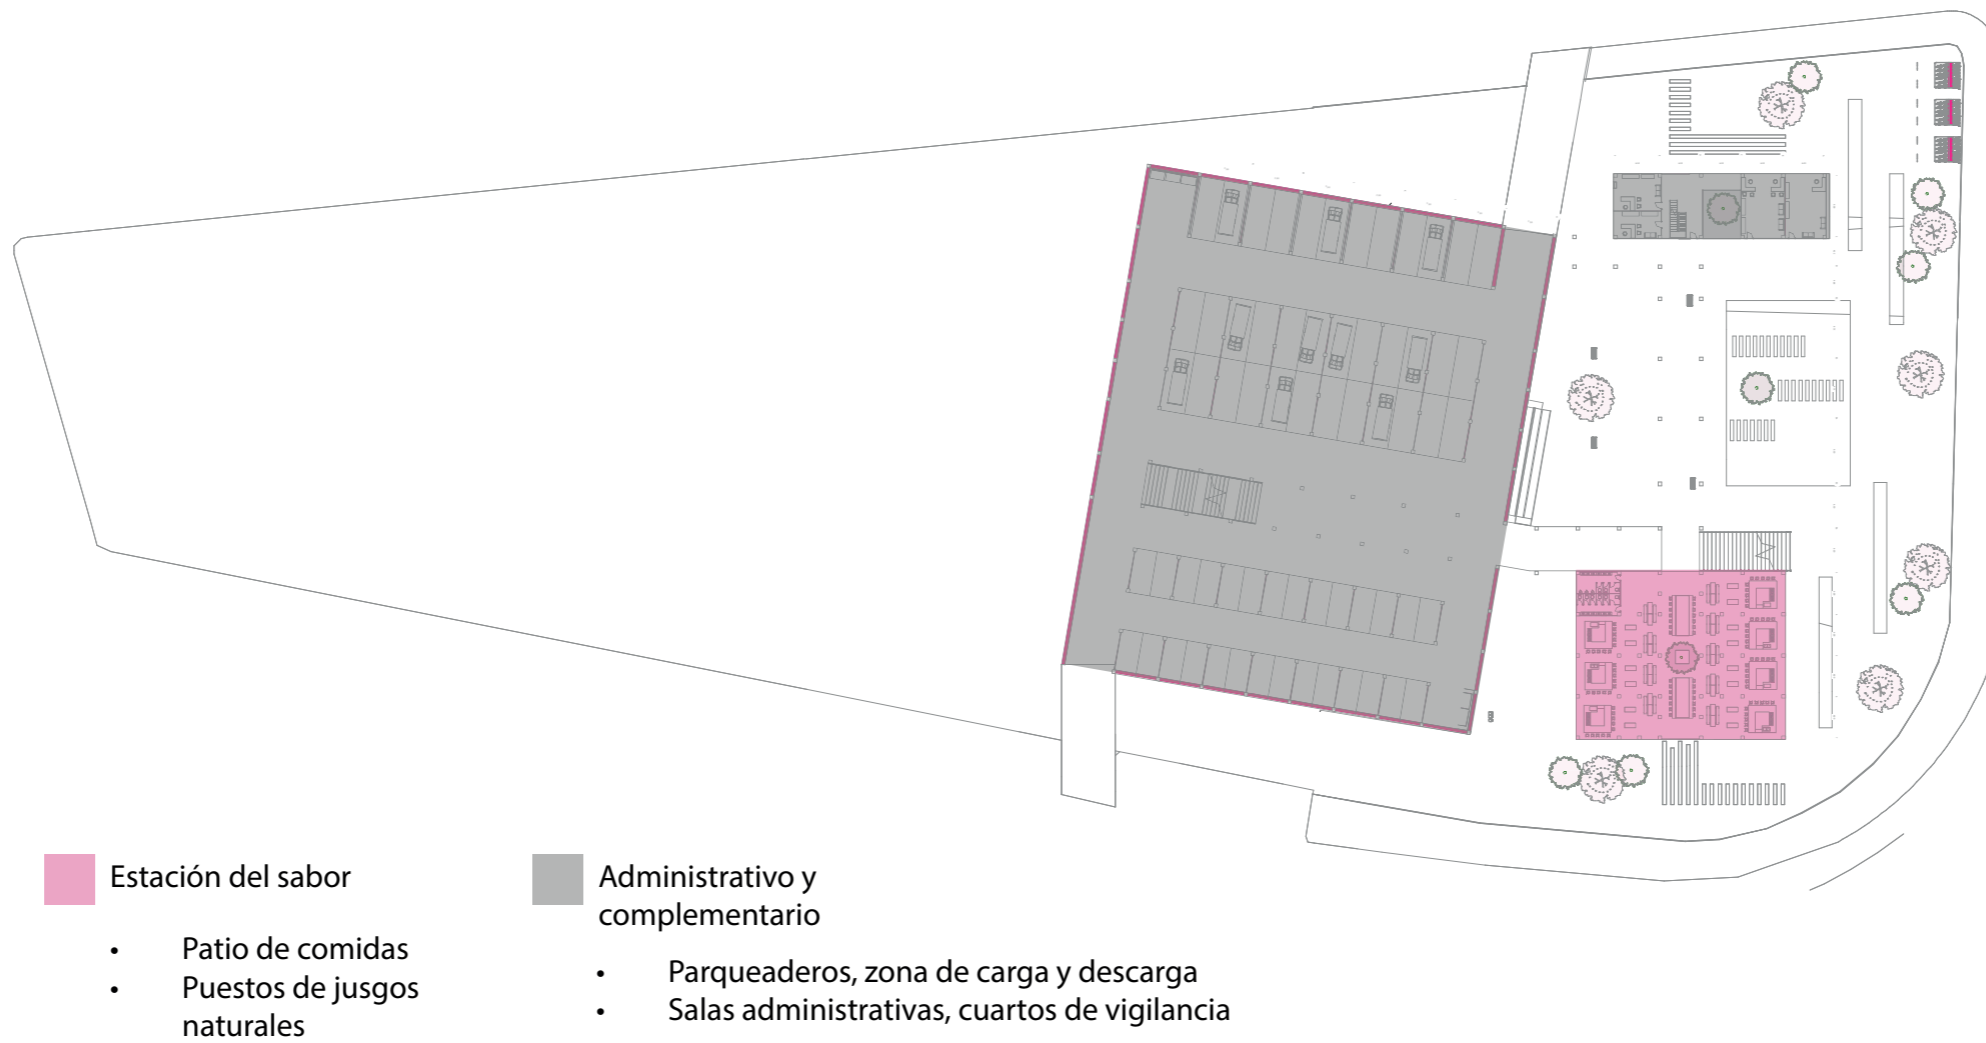 Estación del sabor
• Patio de comidas
• Puestos de jusgos
naturales
Administrativo y
complementario
• Parqueaderos, zona de carga y descarga
• Salas administrativas, cuartos de vigilancia